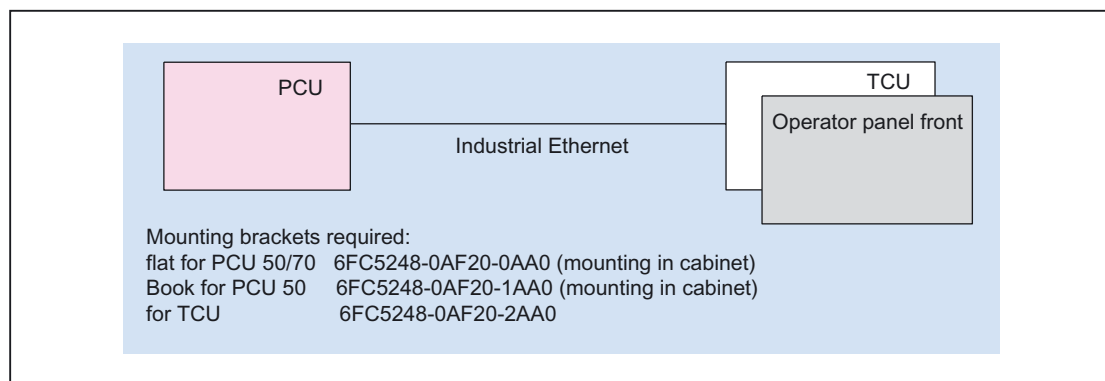 PCU
TCU
Operator panel front
Industrial Ethernet
Mounting brackets required:
flat for PCU 50/70 6FC5248-0AF20-0AA0 (mounting in cabinet)
Book for PCU 50 6FC5248-0AF20-1AA0 (mounting in cabinet)
for TCU 6FC5248-0AF20-2AA0